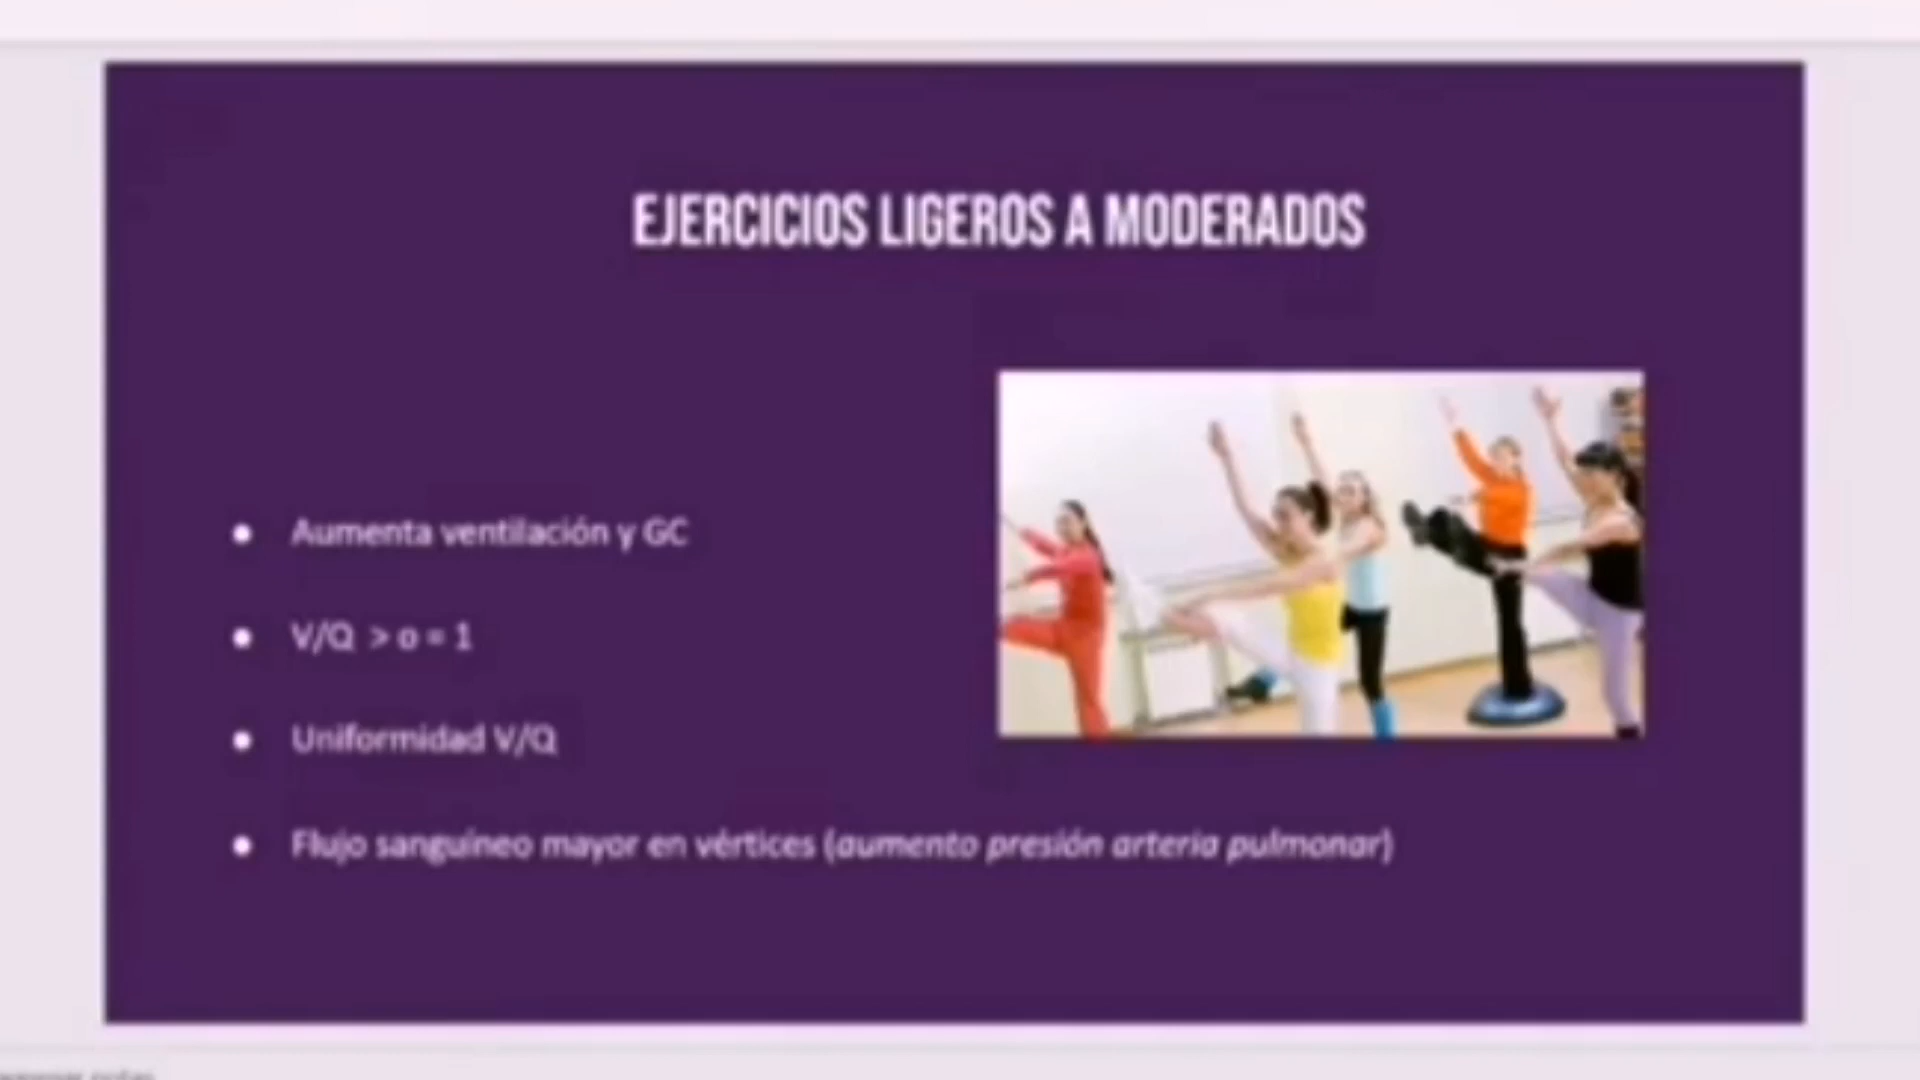 EJERCICIOS LIGEROS A MODERADOS
Aumenta ventilación y GC
V/Q > o = 1
Uniformidad V/Q
Flujo sanguíneo mayor en vértices (aumento presión arteria pulmonar)